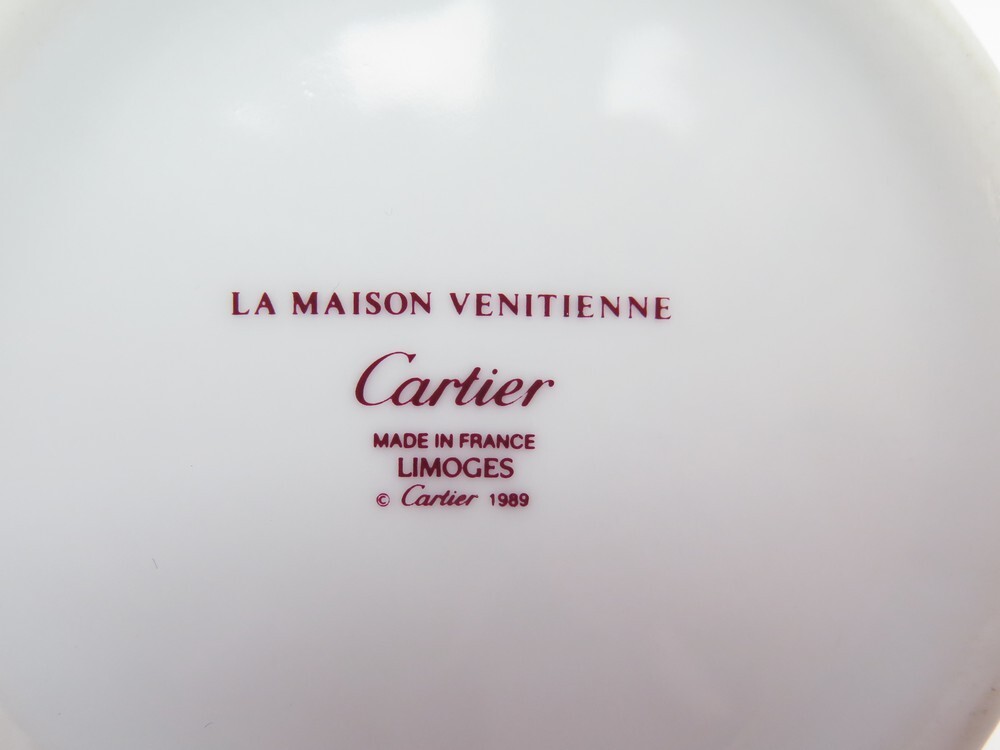 LA MAISON VENITIENNE
Cartier
MADE IN FRANCE
LIMOGES
© Cartier 1989